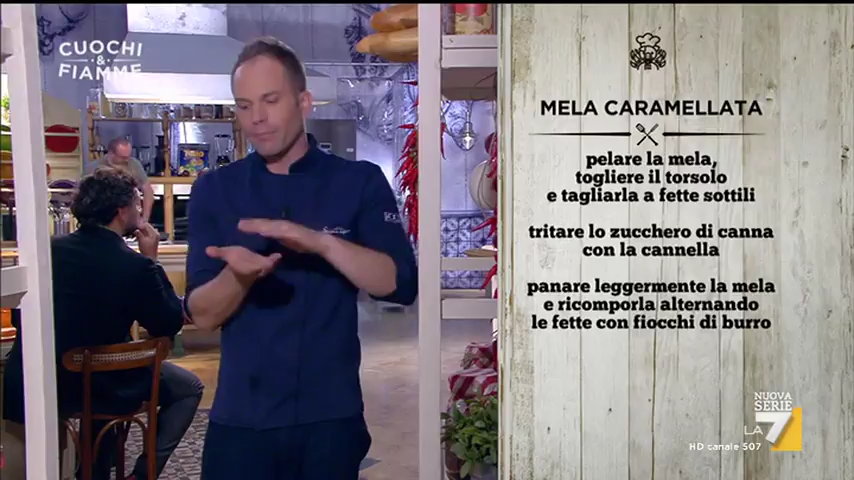 CUOCHI
&
FIAMME
MELA CARAMELLATA
pelare la mela,
togliere il torsolo
e tagliarla a fette sottili
tritare lo zucchero di canna
con la cannella
panare leggermente la mela
e ricomporla alternando
le fette con fiocchi di burro
NUOVA
SERIE
LA 7
HD canale 507